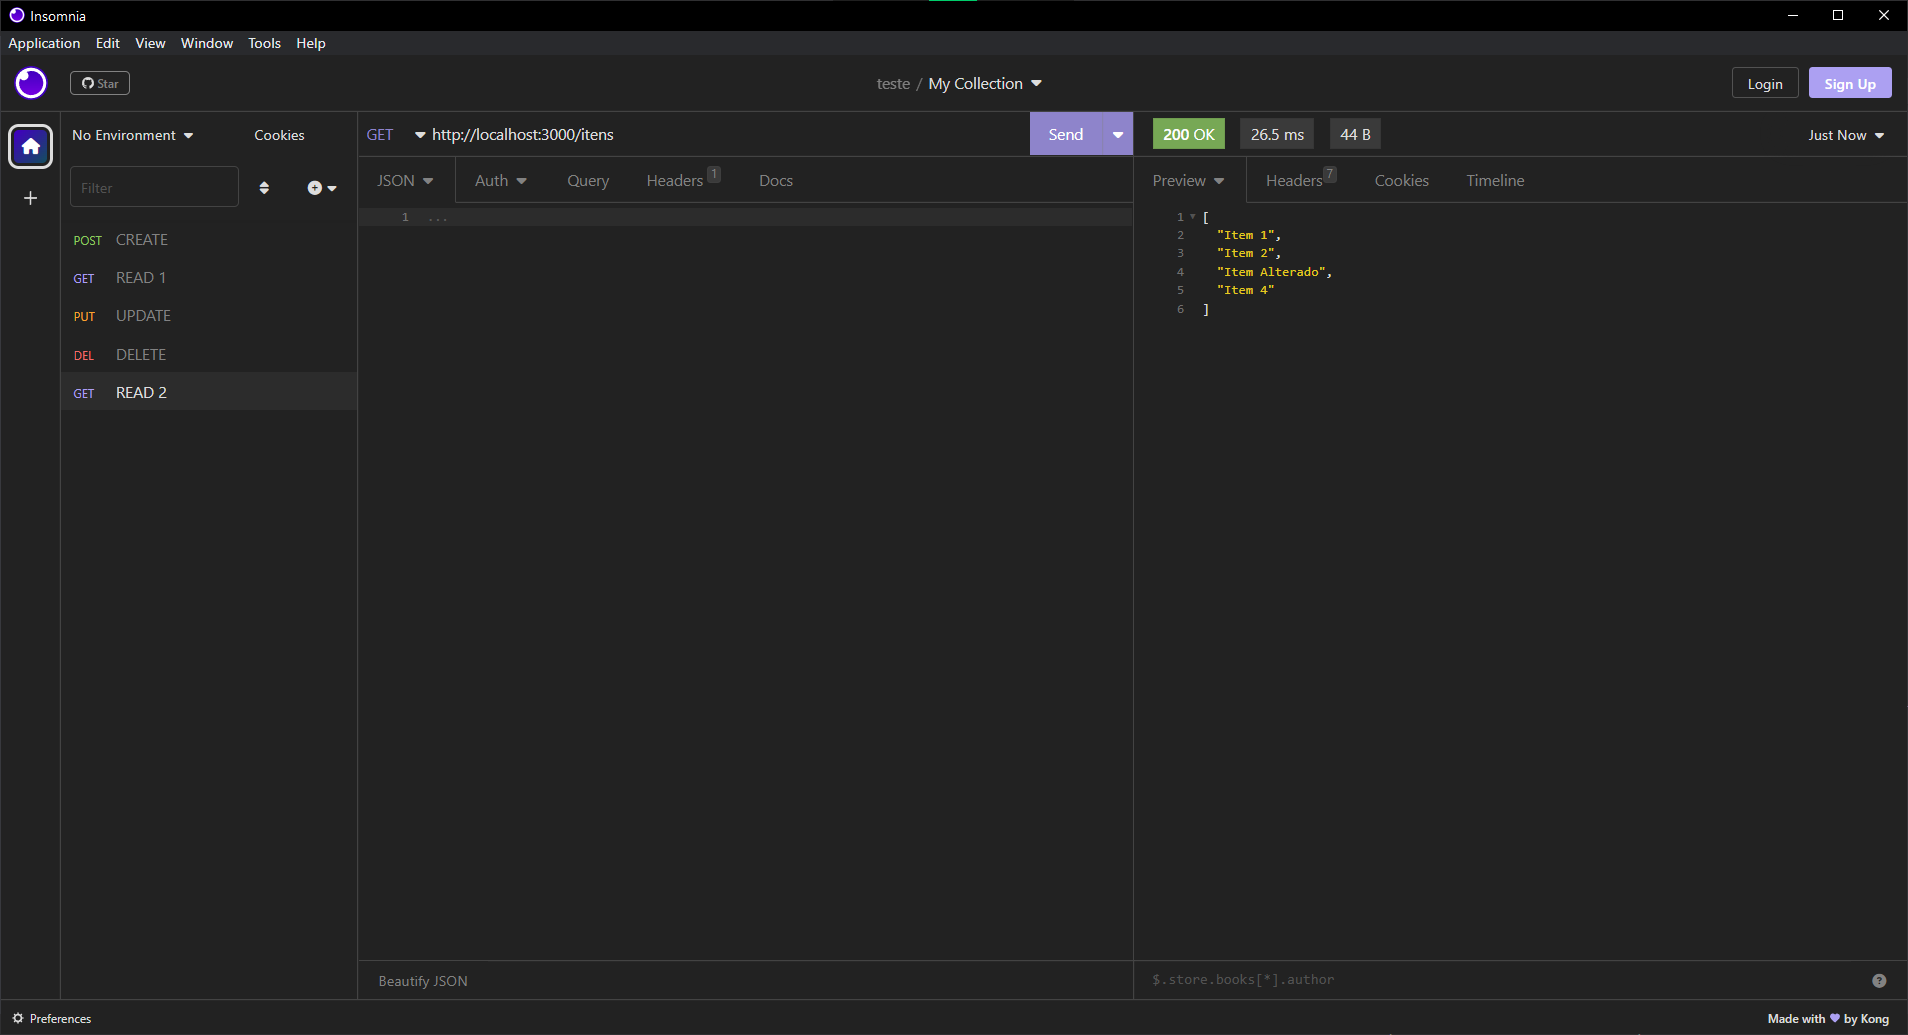 Insomnia
Application Edit View Window Tools Help
Star
teste / My Collection
Login
Sign Up
No Environment
Cookies
GET http://localhost:3000/itens
Send
200 OK
26.5 ms
44 B
Just Now
Filter
JSON
Auth
Query
Headers 1
Docs
Preview
Headers 7
Cookies
Timeline
POST CREATE
GET READ 1
PUT UPDATE
DEL DELETE
GET READ 2
1 ...
1 [
2 "Item 1",
3 "Item 2",
4 "Item Alterado",
5 "Item 4"
6 ]
Beautify JSON
$.store.books[*].author
?
Preferences
Made with 💜 by Kong